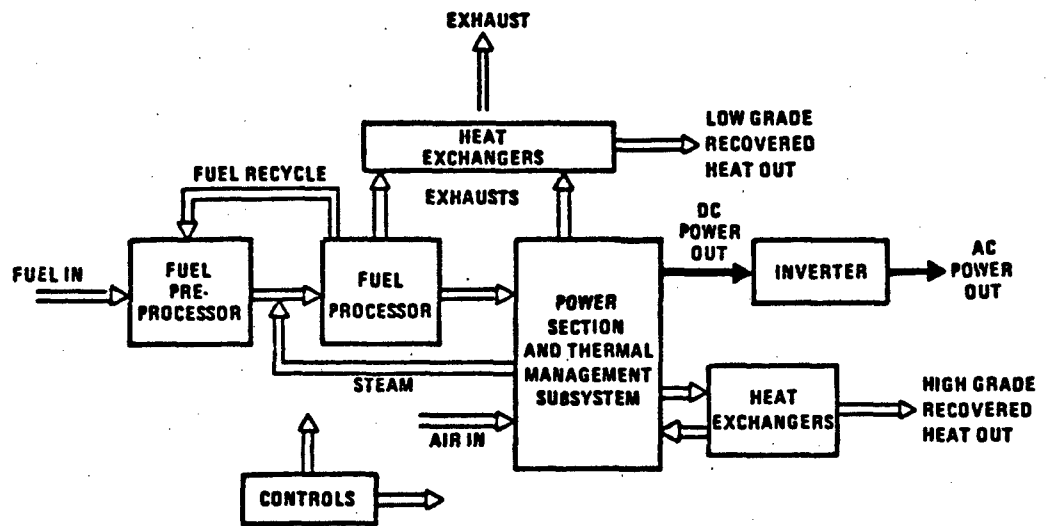 EXHAUST
HEAT
EXCHANGERS
LOW GRADE
RECOVERED
HEAT OUT
FUEL RECYCLE
EXHAUSTS
DC
POWER
OUT
FUEL IN
FUEL
PRE-
PROCESSOR
FUEL
PROCESSOR
POWER
SECTION
AND THERMAL
MANAGEMENT
SUBSYSTEM
INVERTER
AC
POWER
OUT
STEAM
AIR IN
HEAT
EXCHANGERS
HIGH GRADE
RECOVERED
HEAT OUT
CONTROLS